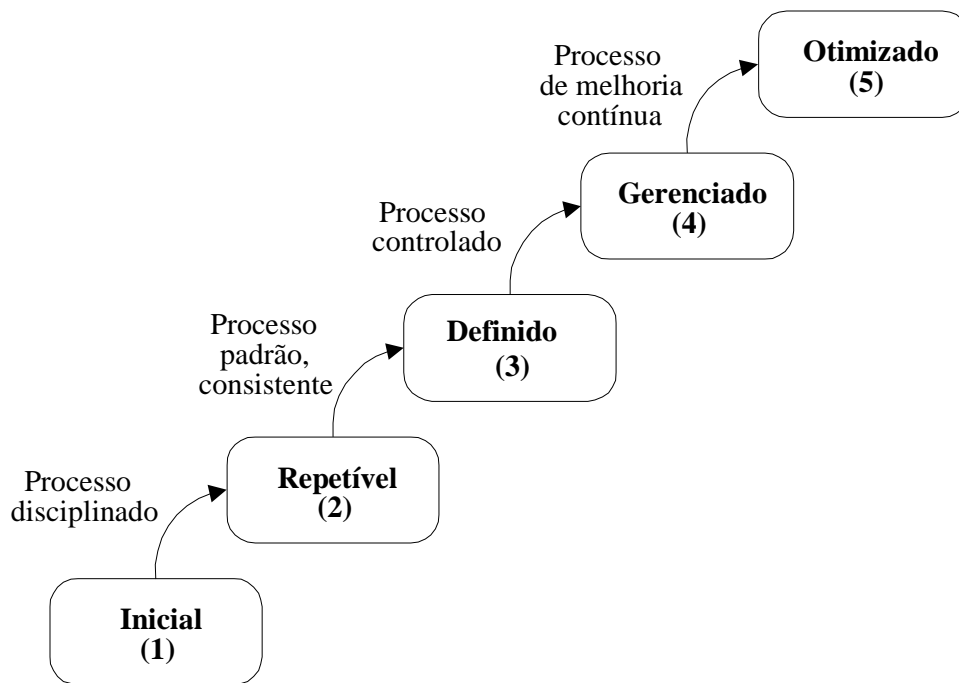 Processo
de melhoria
contínua
Otimizado
(5)
Processo
controlado
Gerenciado
(4)
Processo
padrão,
consistente
Definido
(3)
Processo
disciplinado
Repetível
(2)
Inicial
(1)